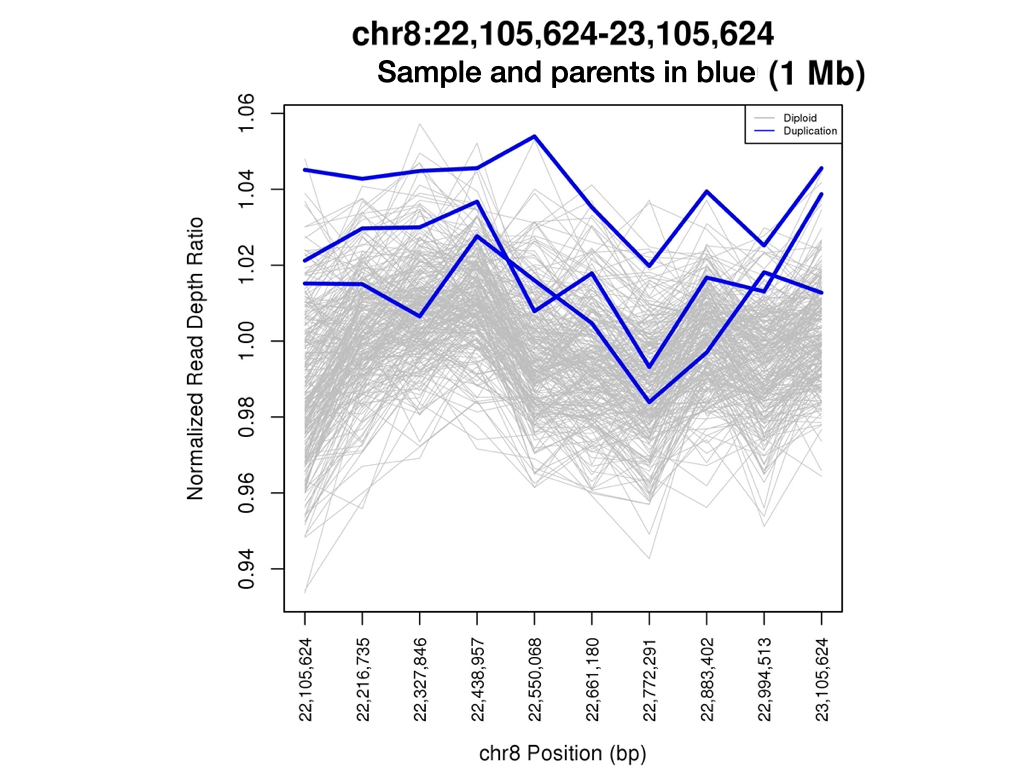 chr8:22,105,624-23,105,624
Sample and parents in blue (1 Mb)
Diploid
Duplication
Normalized Read Depth Ratio
1.06
1.04
1.02
1.00
0.98
0.96
0.94
22,105,624
22,216,735
22,327,846
22,438,957
22,550,068
22,661,180
22,772,291
22,883,402
22,994,513
23,105,624
chr8 Position (bp)